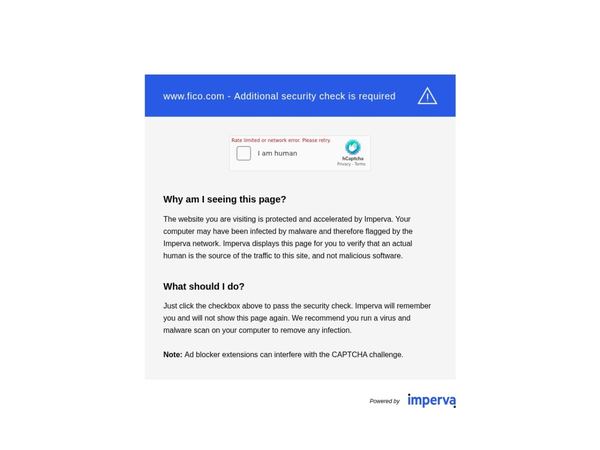 www.fico.com - Additional security check is required
Rate limited or network error. Please retry.
I am human
hCaptcha
Privacy - Terms
Why am I seeing this page?
The website you are visiting is protected and accelerated by Imperva. Your
computer may have been infected by malware and therefore flagged by the
Imperva network. Imperva displays this page for you to verify that an actual
human is the source of the traffic to this site, and not malicious software.
What should I do?
Just click the checkbox above to pass the security check. Imperva will remember
you and will not show this page again. We recommend you run a virus and
malware scan on your computer to remove any infection.
Note: Ad blocker extensions can interfere with the CAPTCHA challenge.
Powered by imperva